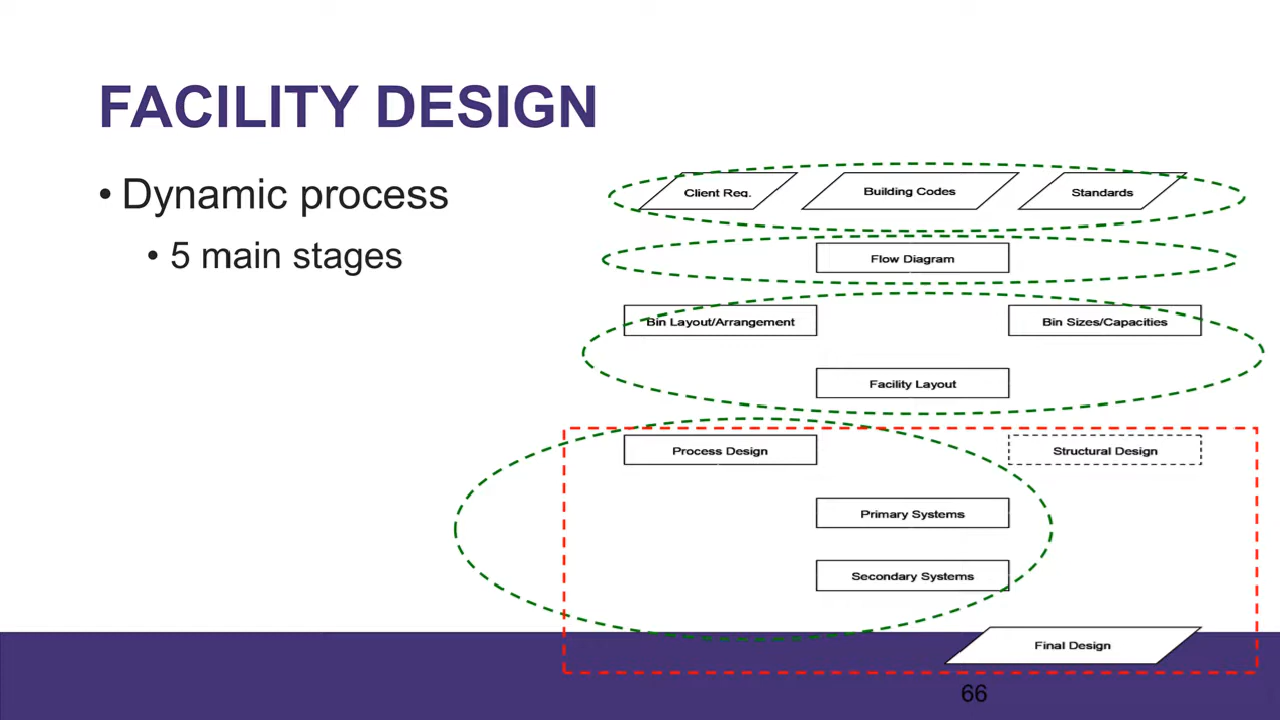 FACILITY DESIGN
• Dynamic process
• 5 main stages
Client Req.
Building Codes
Standards
Flow Diagram
Bin Layout/Arrangement
Bin Sizes/Capacities
Facility Layout
Process Design
Structural Design
Primary Systems
Secondary Systems
Final Design
66